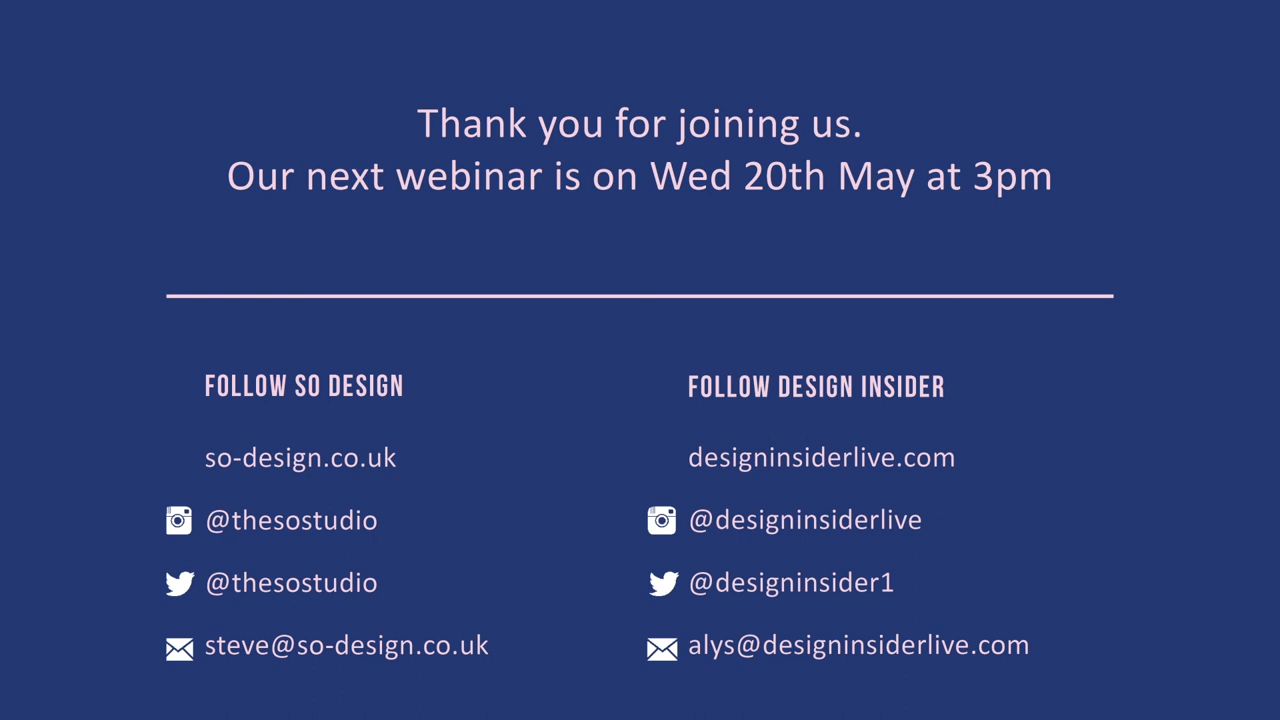 Thank you for joining us.
Our next webinar is on Wed 20th May at 3pm
FOLLOW SO DESIGN
so-design.co.uk
@thesostudio
@thesostudio
steve@so-design.co.uk
FOLLOW DESIGN INSIDER
designinsiderlive.com
@designinsiderlive
@designinsider1
alys@designinsiderlive.com